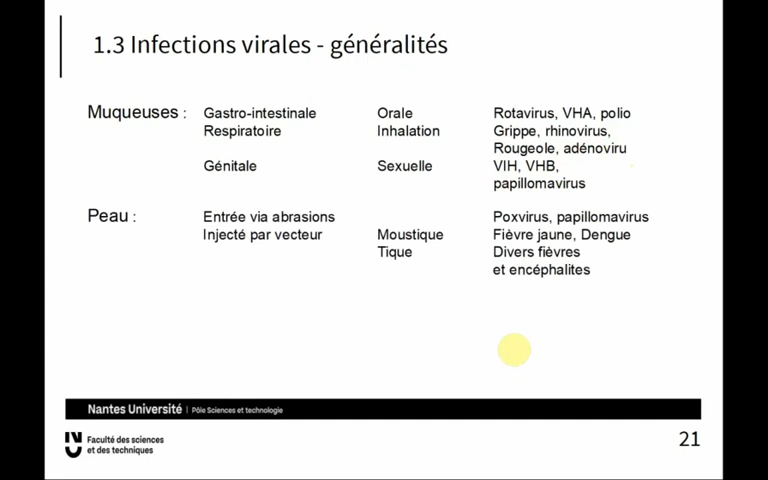 1.3 Infections virales - généralités
Muqueuses : Gastro-intestinale Orale Rotavirus, VHA, polio
Respiratoire Inhalation Grippe, rhinovirus,
Rougeole, adénoviru
Génitale Sexuelle VIH, VHB,
papillomavirus
Peau : Entrée via abrasions Poxvirus, papillomavirus
Injecté par vecteur Moustique Fièvre jaune, Dengue
Tique Divers fièvres
et encéphalites
Nantes Université | Pôle Sciences et technologie
Faculté des sciences
et des techniques
21